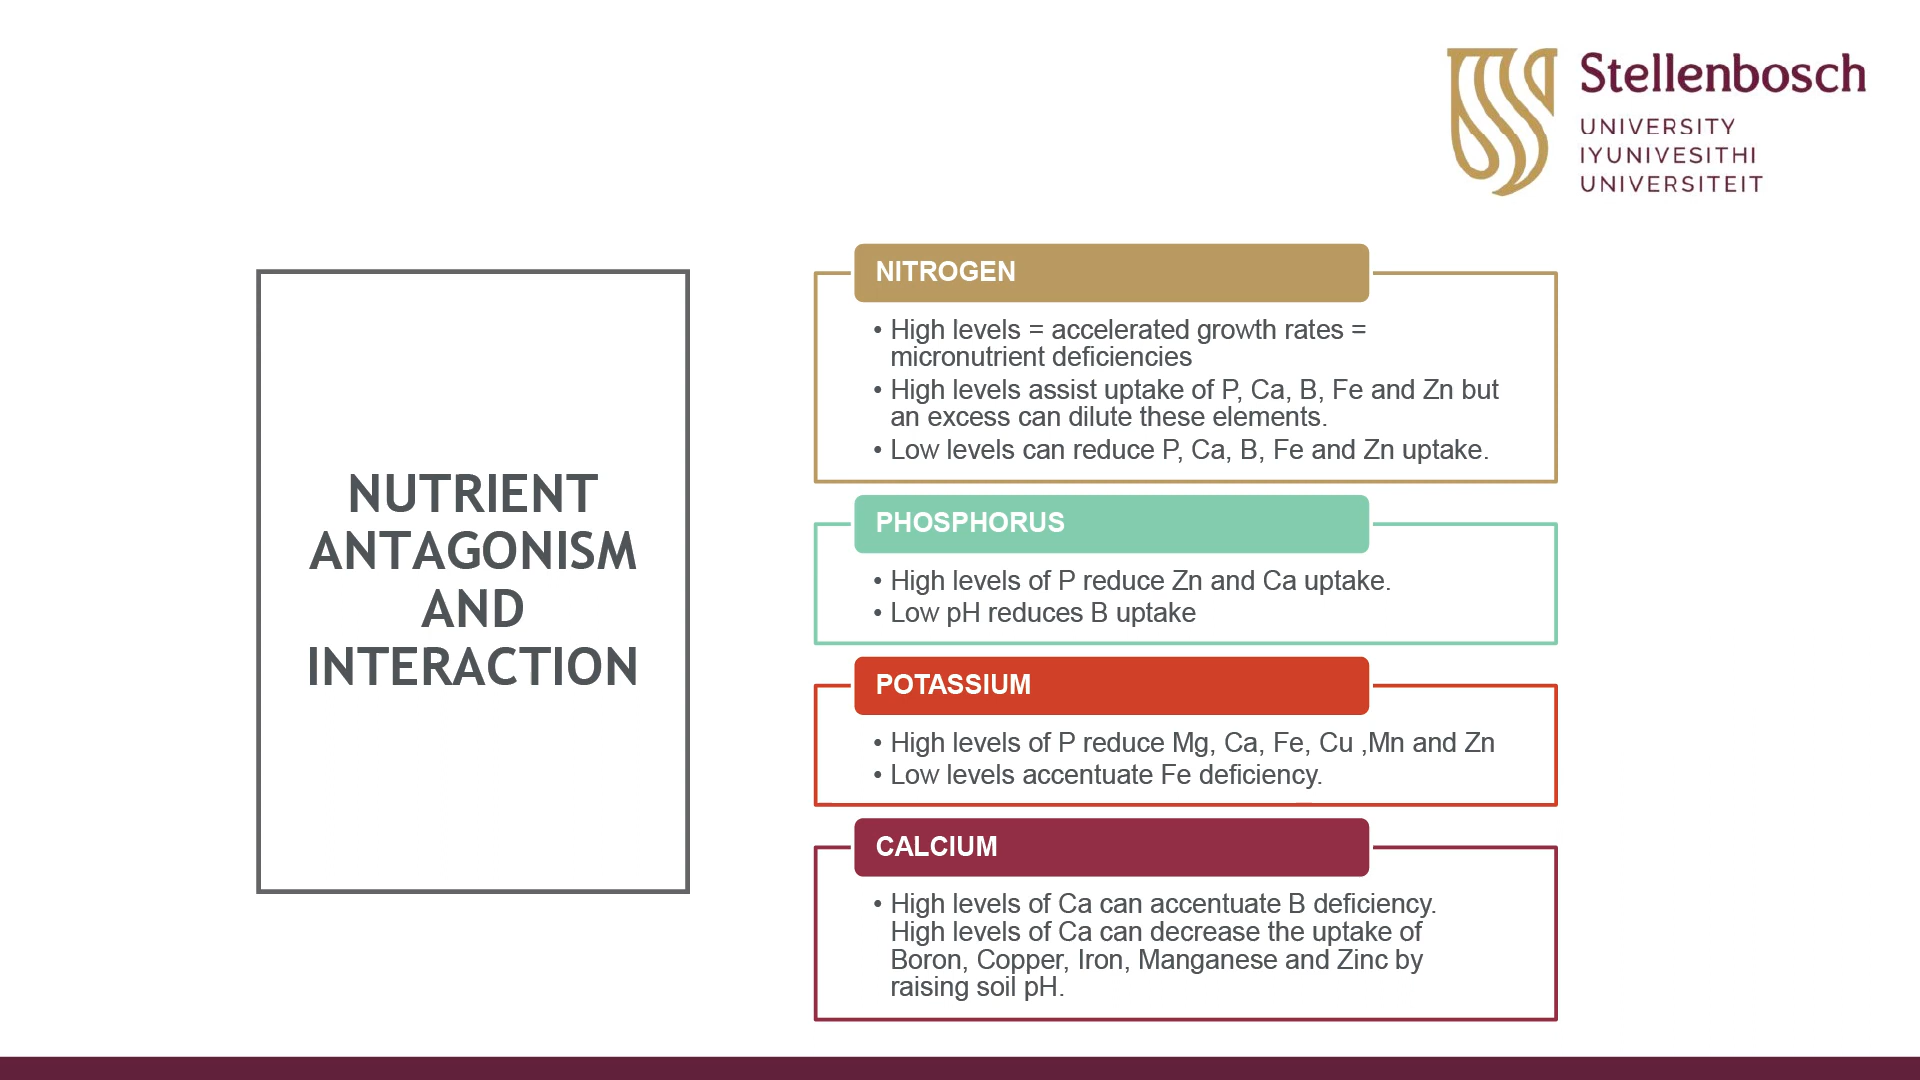 Stellenbosch
UNIVERSITY
IYUNIVESITHI
UNIVERSITEIT
NUTRIENT
ANTAGONISM
AND
INTERACTION
NITROGEN
• High levels = accelerated growth rates =
micronutrient deficiencies
• High levels assist uptake of P, Ca, B, Fe and Zn but
an excess can dilute these elements.
• Low levels can reduce P, Ca, B, Fe and Zn uptake.
PHOSPHORUS
• High levels of P reduce Zn and Ca uptake.
• Low pH reduces B uptake
POTASSIUM
• High levels of P reduce Mg, Ca, Fe, Cu ,Mn and Zn
• Low levels accentuate Fe deficiency.
CALCIUM
• High levels of Ca can accentuate B deficiency.
High levels of Ca can decrease the uptake of
Boron, Copper, Iron, Manganese and Zinc by
raising soil pH.